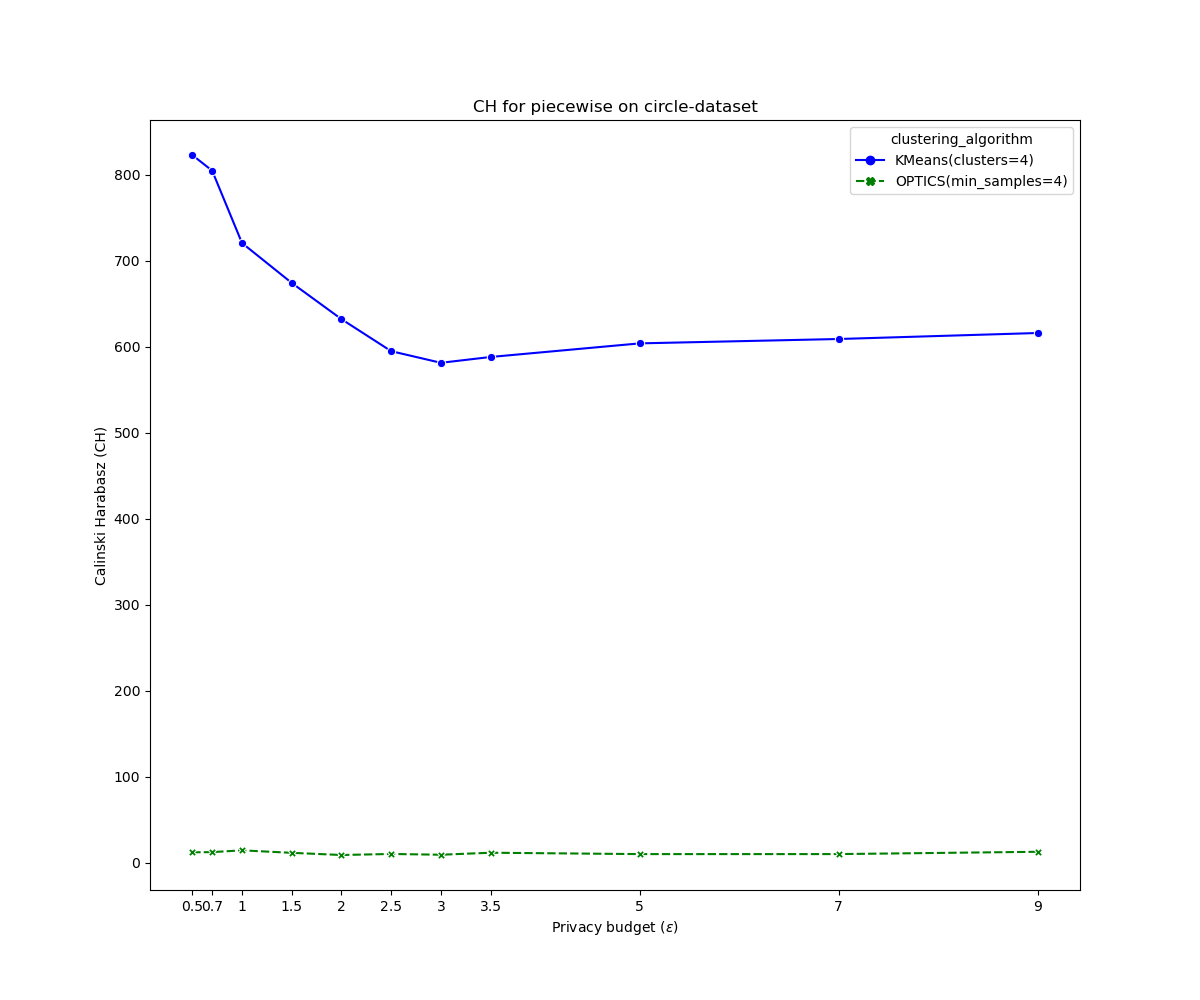 CH for piecewise on circle-dataset
clustering_algorithm
KMeans(clusters=4)
OPTICS(min_samples=4)
Calinski Harabasz (CH)
800
700
600
500
400
300
200
100
0
0.5 0.7 1 1.5 2 2.5 3 3.5 5 7 9
Privacy budget (ε)